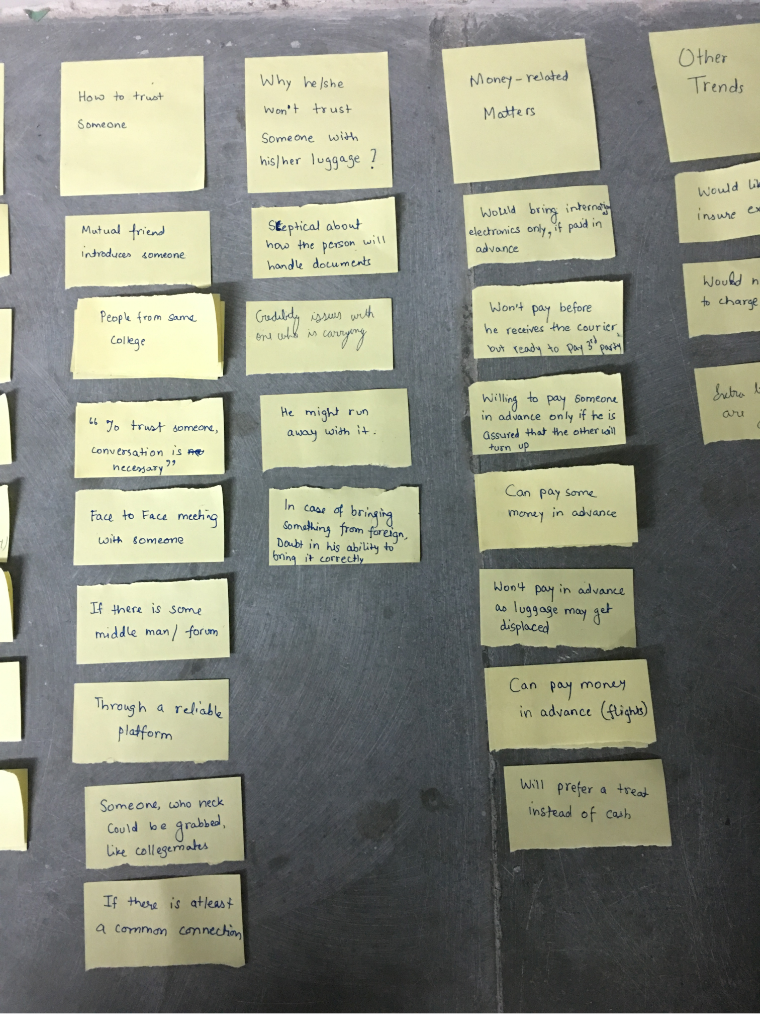 How to trust
Someone
Mutual friend
introduces someone
People from same
college
"To trust someone,
conversation is
necessary"
Face to Face meeting
with someone
If there is some
middle man/ forum
Through a reliable
platform
Someone, who neck
Could be grabbed,
like collegemates
If there is atleast
a common connection
Why he/she
won't trust
Someone with
his/her luggage ?
Skeptical about
how the person will
handle documents
issues with
one who is carrying
He might run
away with it.
In case of bringing
something from foreign,
Doubt in his ability to
bring it correctly
Money-related
Matters
Would bring
electronics only, if paid in
advance
Won't pay before
he receives the courier,
but ready to pay 3rd party
Willing to pay someone
in advance only if he is
assured that the other will
turn up
Can pay some
money in advance
Won't pay in advance
as luggage may get
displaced
Can pay money
in advance (flights)
Will prefer a treat
instead of cash
Other
Trends
Would
insure
Would
to charge
are